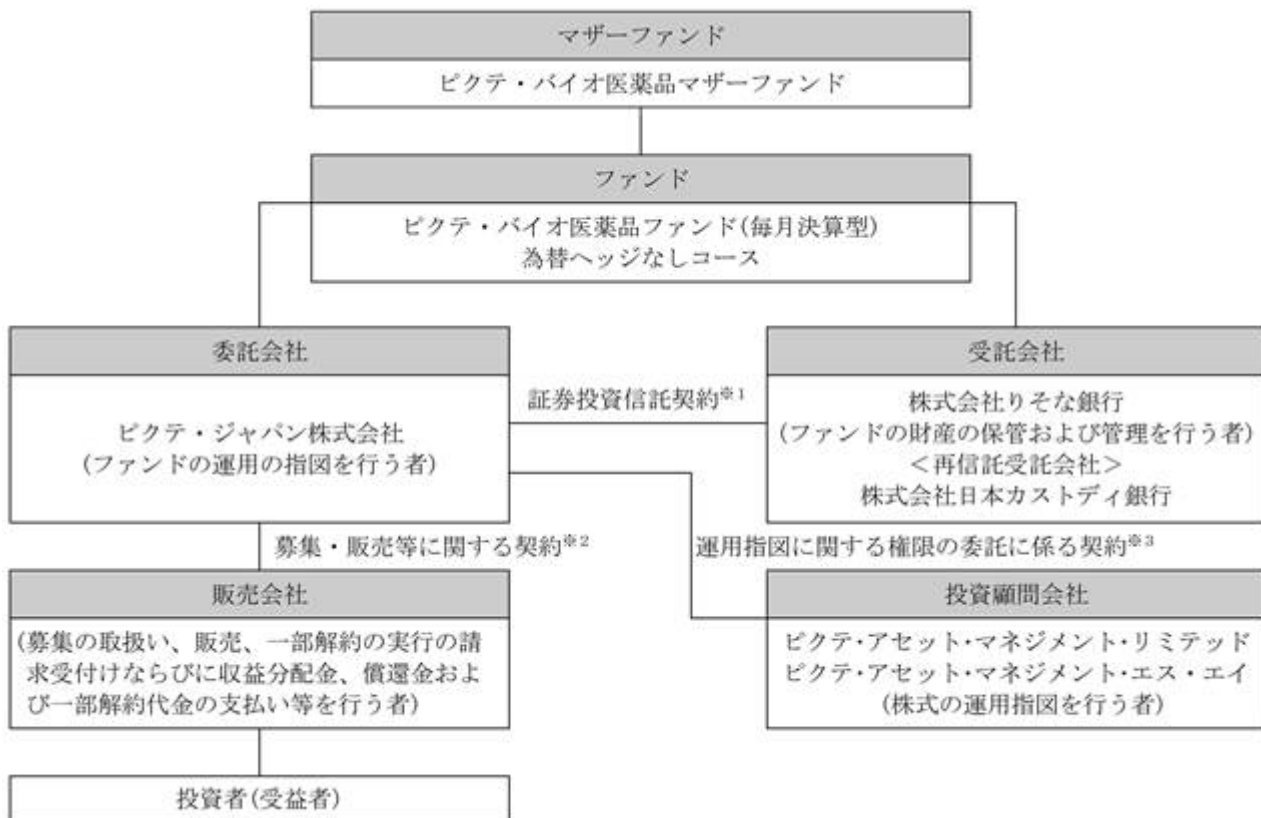 マザーファンド
ピクテ・バイオ医薬品マザーファンド
ファンド
ピクテ・バイオ医薬品ファンド(毎月決算型)
為替ヘッジなしコース
委託会社
ピクテ・ジャパン株式会社
(ファンドの運用の指図を行う者)
証券投資信託契約※1
受託会社
株式会社りそな銀行
(ファンドの財産の保管および管理を行う者)
<再信託受託会社>
株式会社日本カストディ銀行
募集・販売等に関する契約※2
運用指図に関する権限の委託に係る契約※3
販売会社
(募集の取扱い、販売、一部解約の実行の請
求受付けならびに収益分配金、償還金およ
び一部解約代金の支払い等を行う者)
投資顧問会社
ピクテ・アセット・マネジメント・リミテッド
ピクテ・アセット・マネジメント・エス・エイ
(株式の運用指図を行う者)
投資者(受益者)